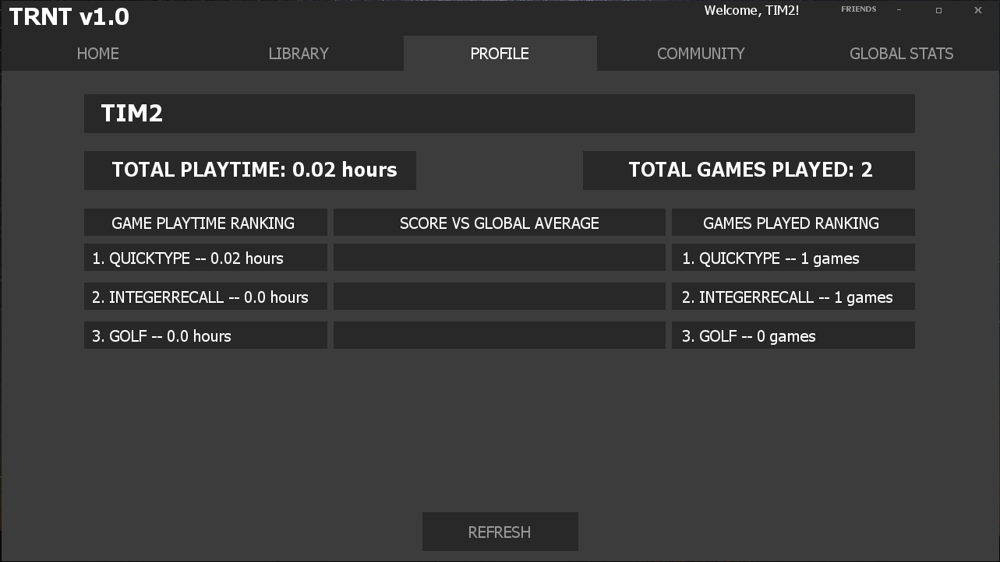 TRNT v1.0
Welcome, TIM2!
FRIENDS
HOME
LIBRARY
PROFILE
COMMUNITY
GLOBAL STATS
TIM2
TOTAL PLAYTIME: 0.02 hours
TOTAL GAMES PLAYED: 2
GAME PLAYTIME RANKING
SCORE VS GLOBAL AVERAGE
GAMES PLAYED RANKING
1. QUICKTYPE -- 0.02 hours
1. QUICKTYPE -- 1 games
2. INTEGERRECALL -- 0.0 hours
2. INTEGERRECALL -- 1 games
3. GOLF -- 0.0 hours
3. GOLF -- 0 games
REFRESH